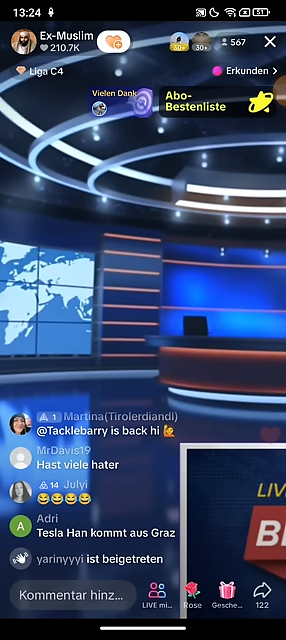 13:24
51
Ex-Muslim
210.7K
30+
30+
567
Liga C4
Erkunden >
Vielen Dank
Abo-
Bestenliste
1 Martina(Tirolerdiandl)
@Tacklebarry is back hi 🙋
MrDavis19
Hast viele hater
14 Julyi
😂😂😂😂
Adri
A
Tesla Han kommt aus Graz
yarinyyyi ist beigetreten
LIV
B
Kommentar hinz...
LIVE mi...
Rose
Gesche...
122